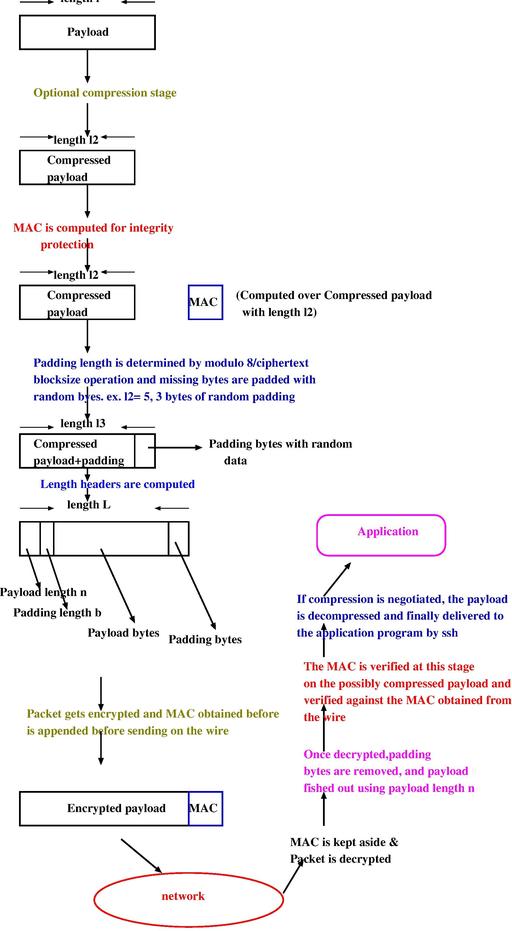 length l
Payload
Optional compression stage
length l2
Compressed
payload
MAC is computed for integrity
protection
length l2
Compressed
payload
MAC
(Computed over Compressed payload
with length l2)
Padding length is determined by modulo 8/ciphertext
blocksize operation and missing bytes are padded with
random byes. ex. l2= 5, 3 bytes of random padding
length l3
Compressed
payload+padding
Padding bytes with random
data
Length headers are computed
length L
Payload length n
Padding length b
Payload bytes
Padding bytes
Packet gets encrypted and MAC obtained before
is appended before sending on the wire
Encrypted payload
MAC
network
MAC is kept aside &
Packet is decrypted
Once decrypted,padding
bytes are removed, and payload
fished out using payload length n
The MAC is verified at this stage
on the possibly compressed payload and
verified against the MAC obtained from
the wire
If compression is negotiated, the payload
is decompressed and finally delivered to
the application program by ssh
Application